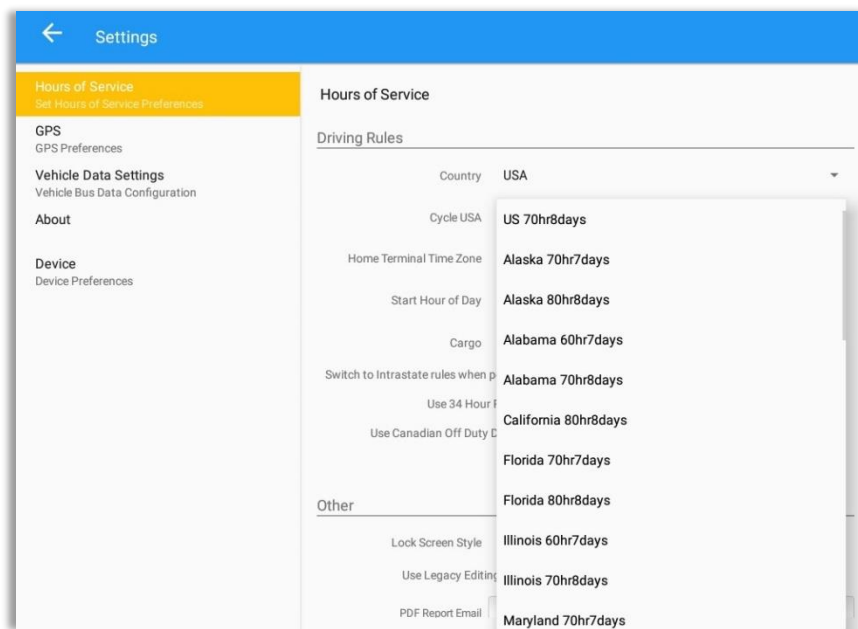 Settings
Hours of Service
Set Hours of Service Preferences
GPS
GPS Preferences
Vehicle Data Settings
Vehicle Bus Data Configuration
About
Device
Device Preferences
Hours of Service
Driving Rules
Country USA
Cycle USA
Home Terminal Time Zone
Start Hour of Day
Cargo
Switch to Intrastate rules when
Use 34 Hour
Use Canadian Off Duty
Other
Lock Screen Style
Use Legacy Editing
PDF Report Email
US 70hr8days
Alaska 70hr7days
Alaska 80hr8days
Alabama 60hr7days
Alabama 70hr8days
California 80hr8days
Florida 70hr7days
Florida 80hr8days
Illinois 60hr7days
Illinois 70hr8days
Maryland 70hr7days